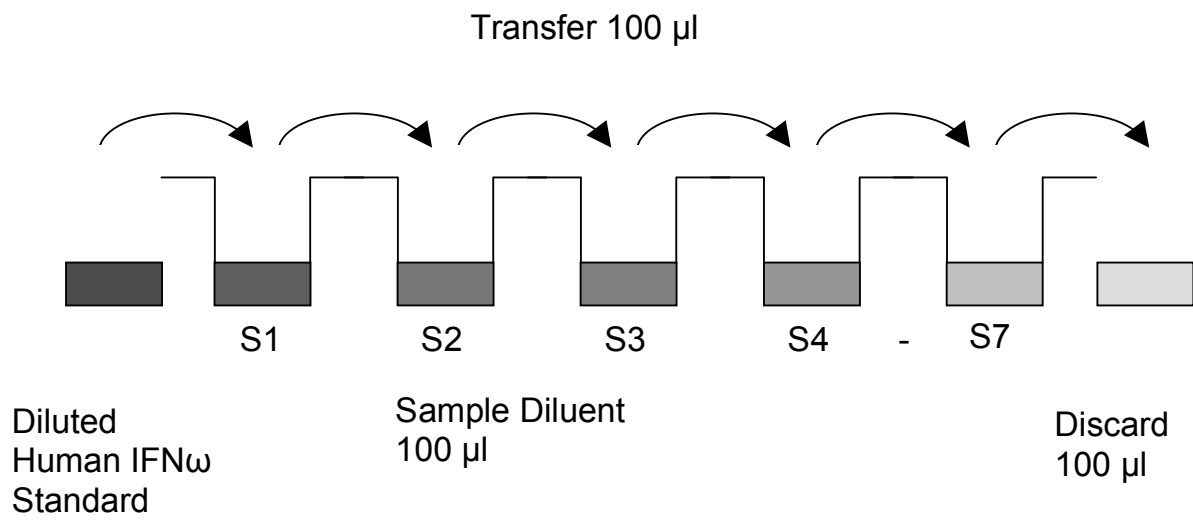 Transfer 100 µl
S1 S2 S3 S4 - S7
Diluted
Human IFNω
Standard
Sample Diluent
100 µl
Discard
100 µl